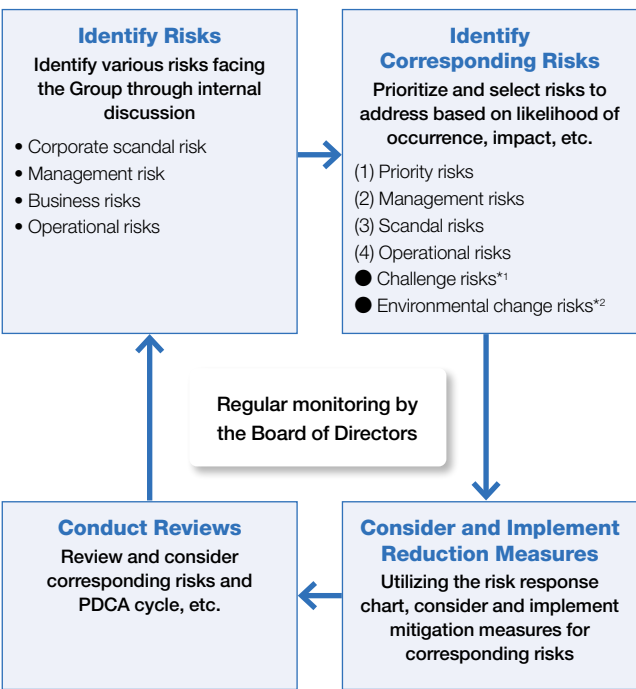 Identify Risks
Identify various risks facing
the Group through internal
discussion
• Corporate scandal risk
• Management risk
• Business risks
• Operational risks
Identify
Corresponding Risks
Prioritize and select risks to
address based on likelihood of
occurrence, impact, etc.
(1) Priority risks
(2) Management risks
(3) Scandal risks
(4) Operational risks
● Challenge risks*1
● Environmental change risks*2
Regular monitoring by
the Board of Directors
Conduct Reviews
Review and consider
corresponding risks and
PDCA cycle, etc.
Consider and Implement
Reduction Measures
Utilizing the risk response
chart, consider and implement
mitigation measures for
corresponding risks